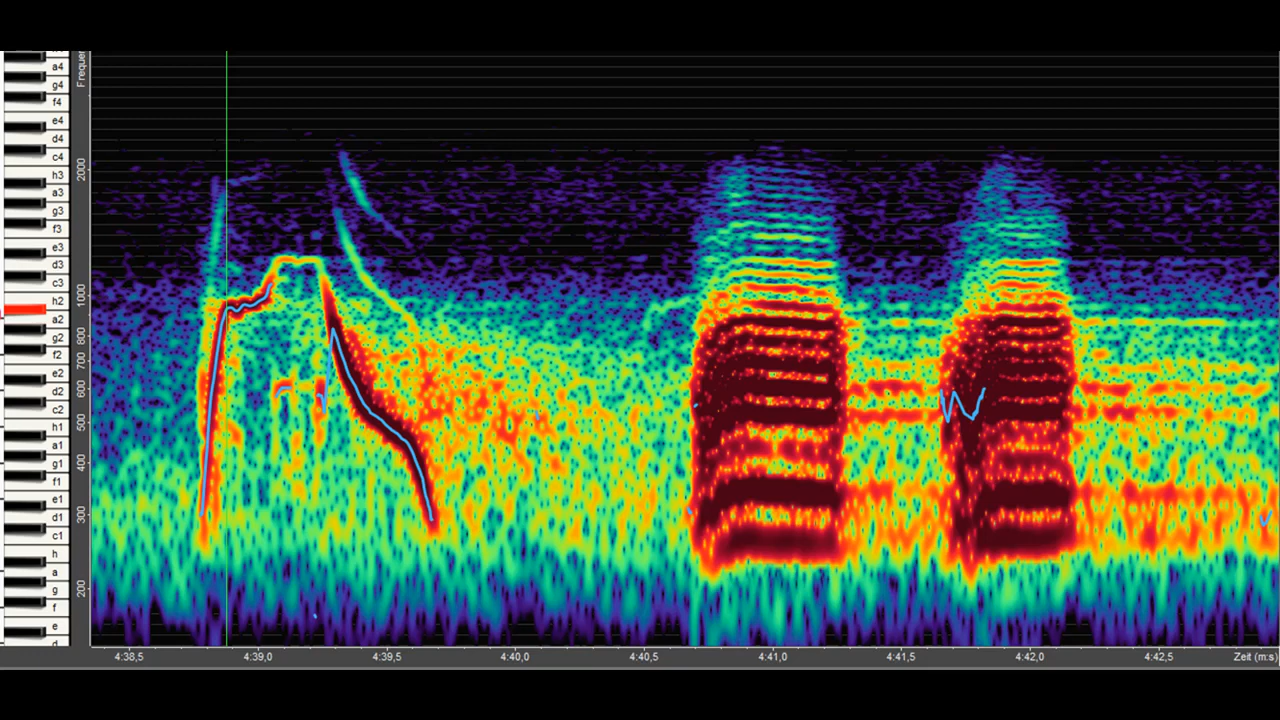 a4
g4
f4
e4
d4
c4
h3
a3
g3
f3
e3
d3
c3
h2
a2
g2
f2
e2
d2
c2
h1
a1
g1
f1
e1
d1
c1
h
a
g
f
e
d
Frequen
2000
1000
800
700
600
500
400
300
200
4:38,5 4:39,0 4:39,5 4:40,0 4:40,5 4:41,0 4:41,5 4:42,0 4:42,5 Zeit (m:s)